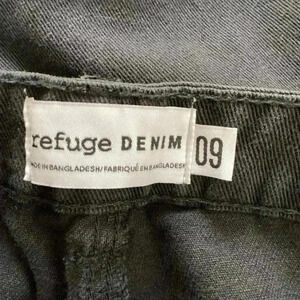 refuge DENIM
MADE IN BANGLADESH/FABRIQUÉ EN BANGLADESH
09